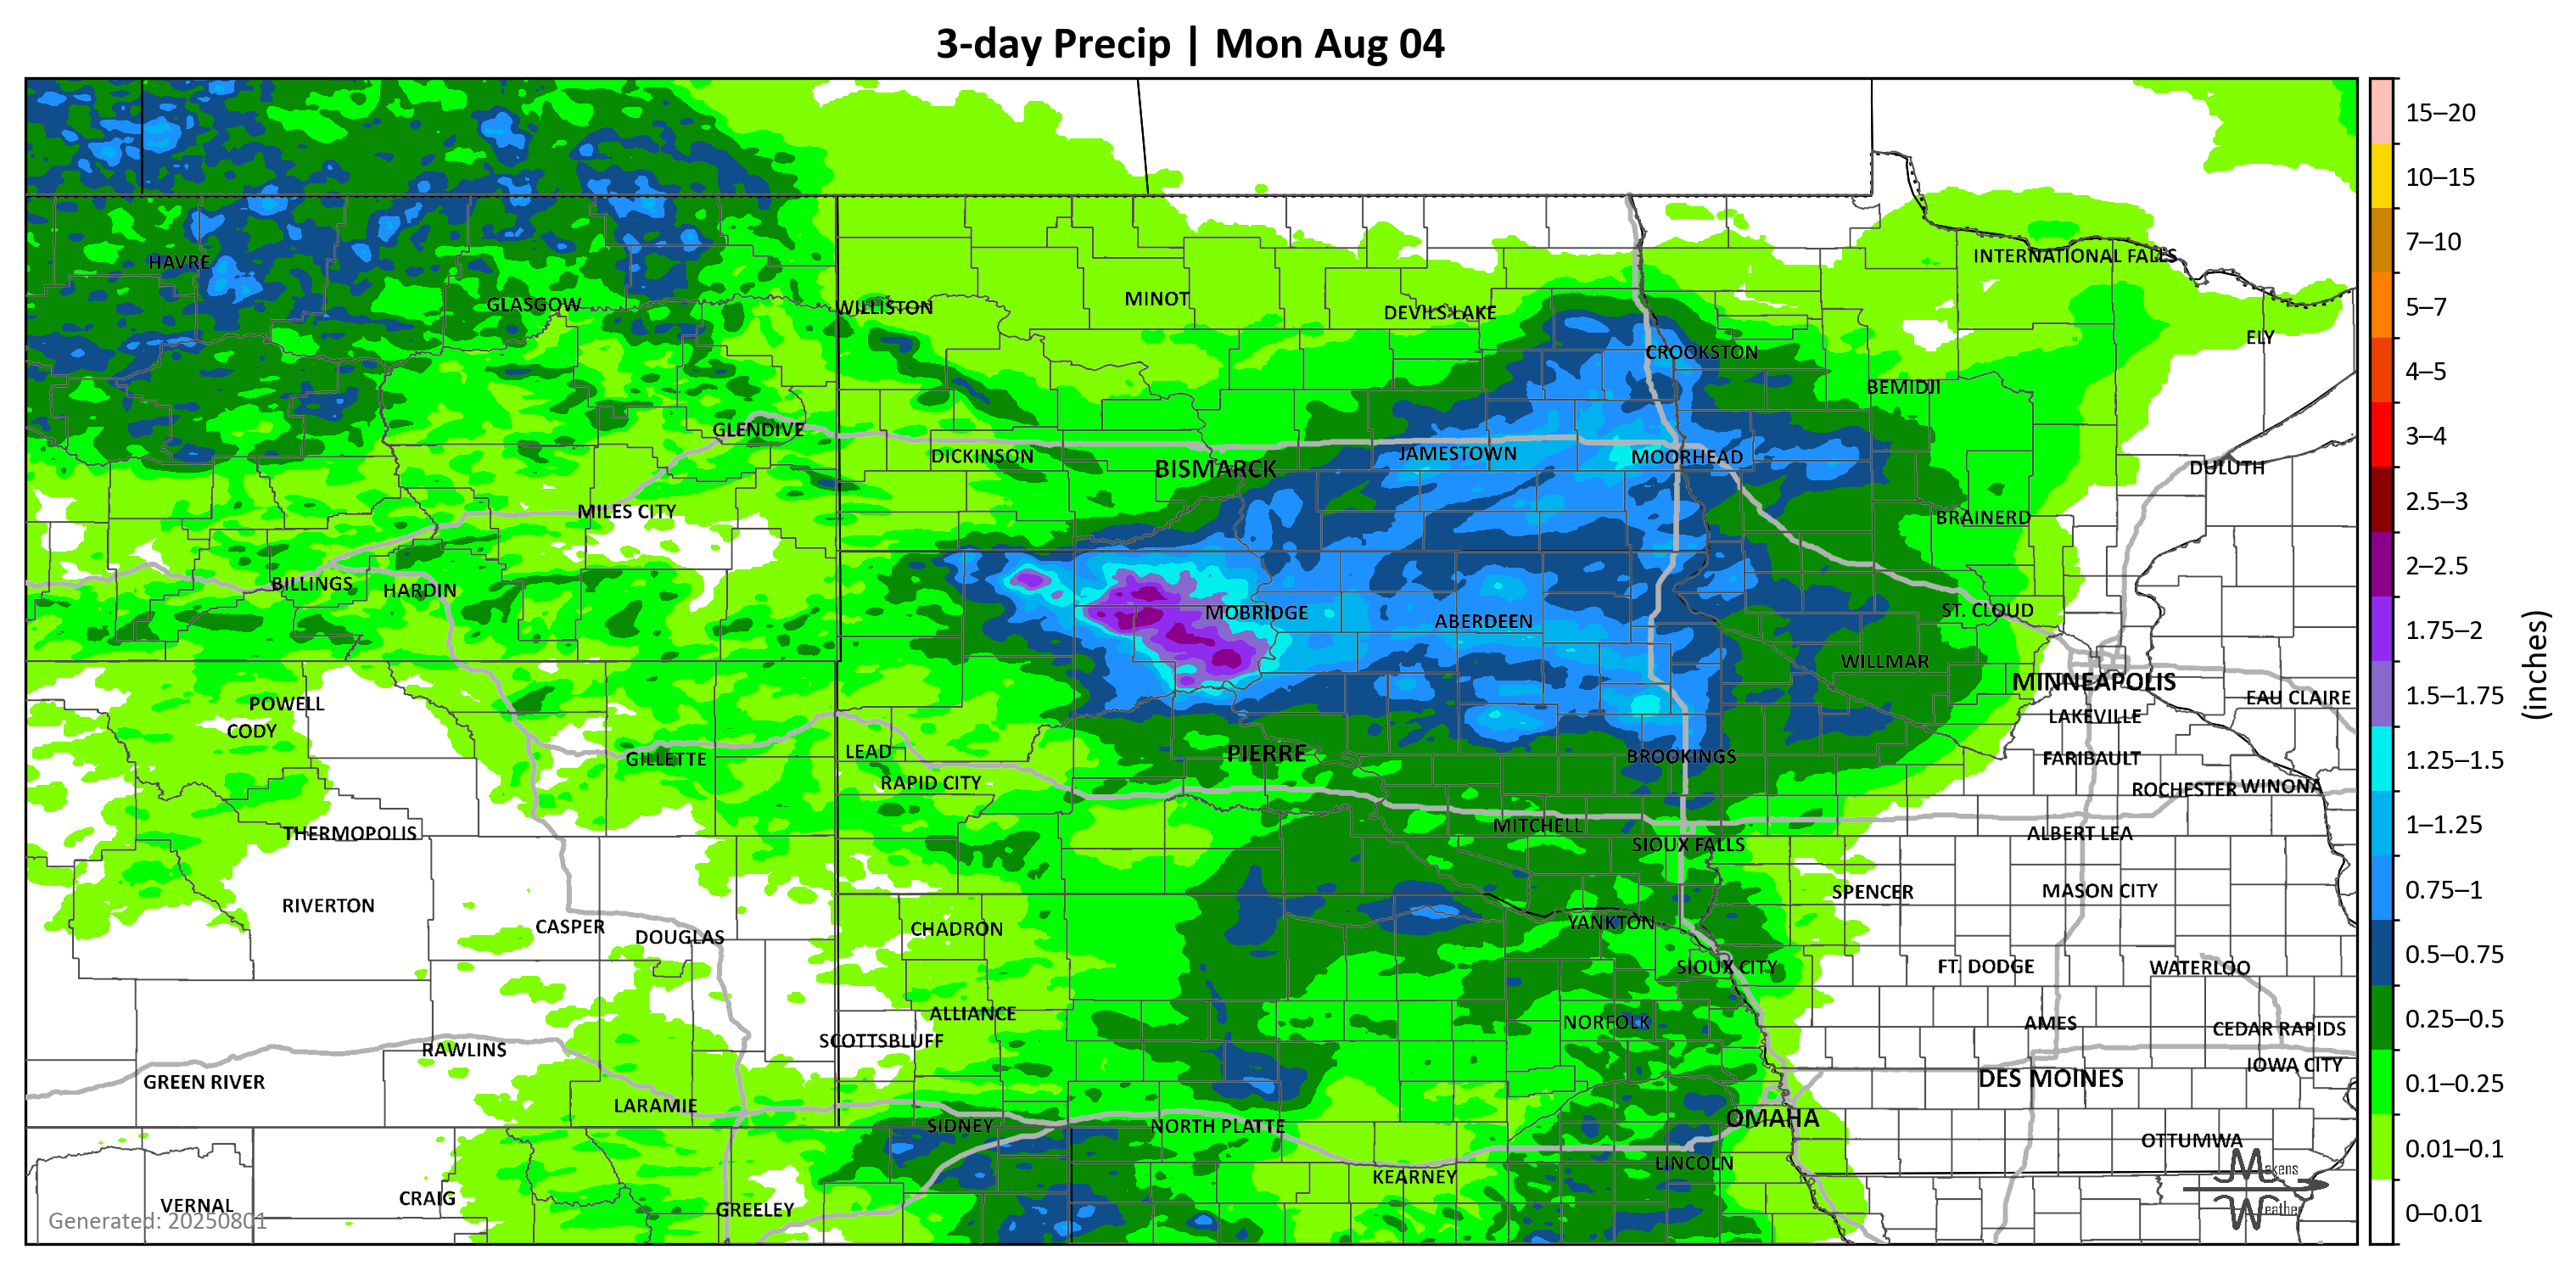 3-day Precip | Mon Aug 04
15–20
10–15
7–10
5–7
4–5
3–4
2.5–3
2–2.5
1.75–2
1.5–1.75
1.25–1.5
1–1.25
0.75–1
0.5–0.75
0.25–0.5
0.1–0.25
0.01–0.1
0–0.01
(inches)
HAVRE
INTERNATIONAL FALLS
GLASGOW
WILLISTON
MINOT
DEVILS LAKE
ELY
CROOKSTON
BEMIDJI
GLENDIVE
DICKINSON
BISMARCK
JAMESTOWN
MOORHEAD
DULUTH
MILES CITY
BRAINERD
BILLINGS
HARDIN
MOBRIDGE
ABERDEEN
ST. CLOUD
WILLMAR
MINNEAPOLIS
POWELL
EAU CLAIRE
CODY
LAKEVILLE
LEAD
GILLETTE
PIERRE
BROOKINGS
FARIBAULT
RAPID CITY
ROCHESTER
WINONA
THERMOPOLIS
MITCHELL
ALBERT LEA
SIOUX FALLS
SPENCER
MASON CITY
RIVERTON
CASPER
DOUGLAS
CHADRON
YANKTON
SIOUX CITY
FT. DODGE
WATERLOO
ALLIANCE
NORFOLK
AMES
CEDAR RAPIDS
SCOTTSBLUFF
RAWLINS
IOWA CITY
GREEN RIVER
DES MOINES
LARAMIE
OMAHA
SIDNEY
NORTH PLATTE
OTTUMWA
LINCOLN
KEARNEY
VERNAL
CRAIG
GREELEY
Generated: 20250801
Makens
Weather